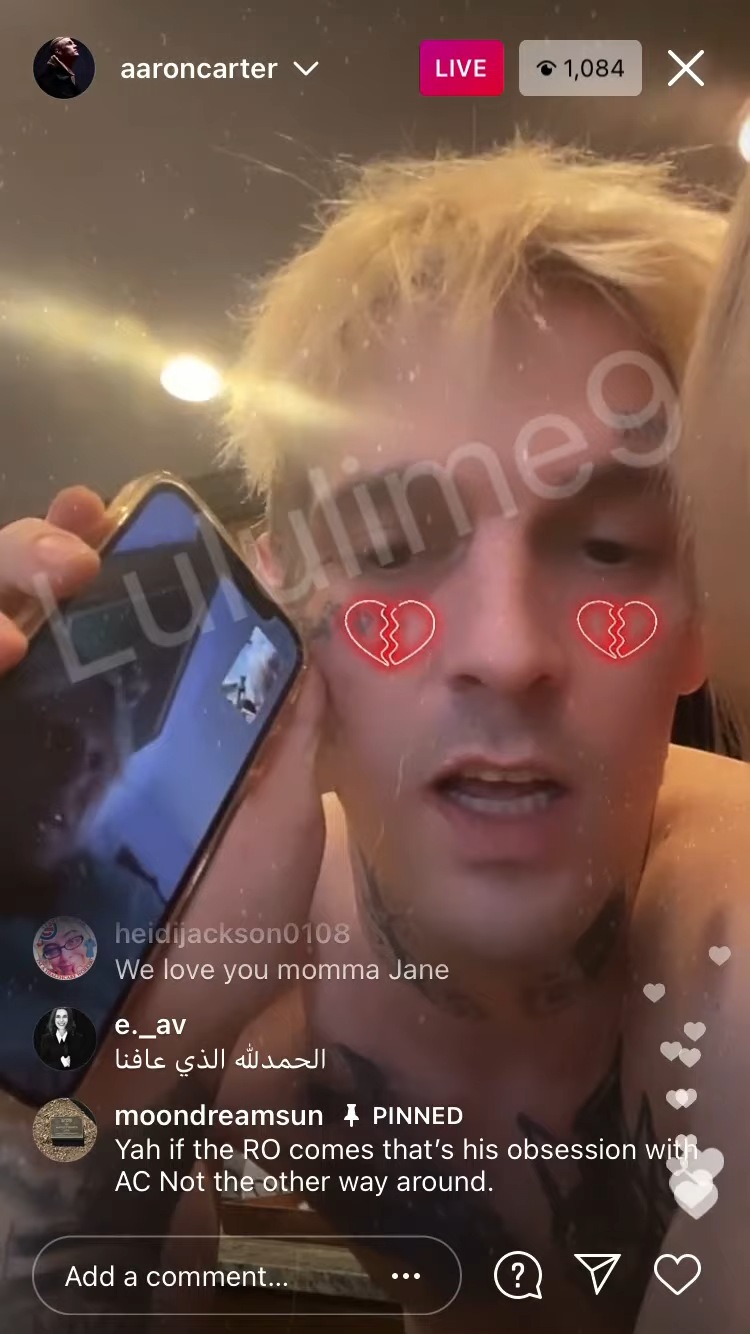 aaroncarter
LIVE
1,084
Lululime9
heidijackson0108
We love you momma Jane
e._av
الحمدلله الذي عافنا
moondreamsun PINNED
Yah if the RO comes that’s his obsession with
AC Not the other way around.
Add a comment...